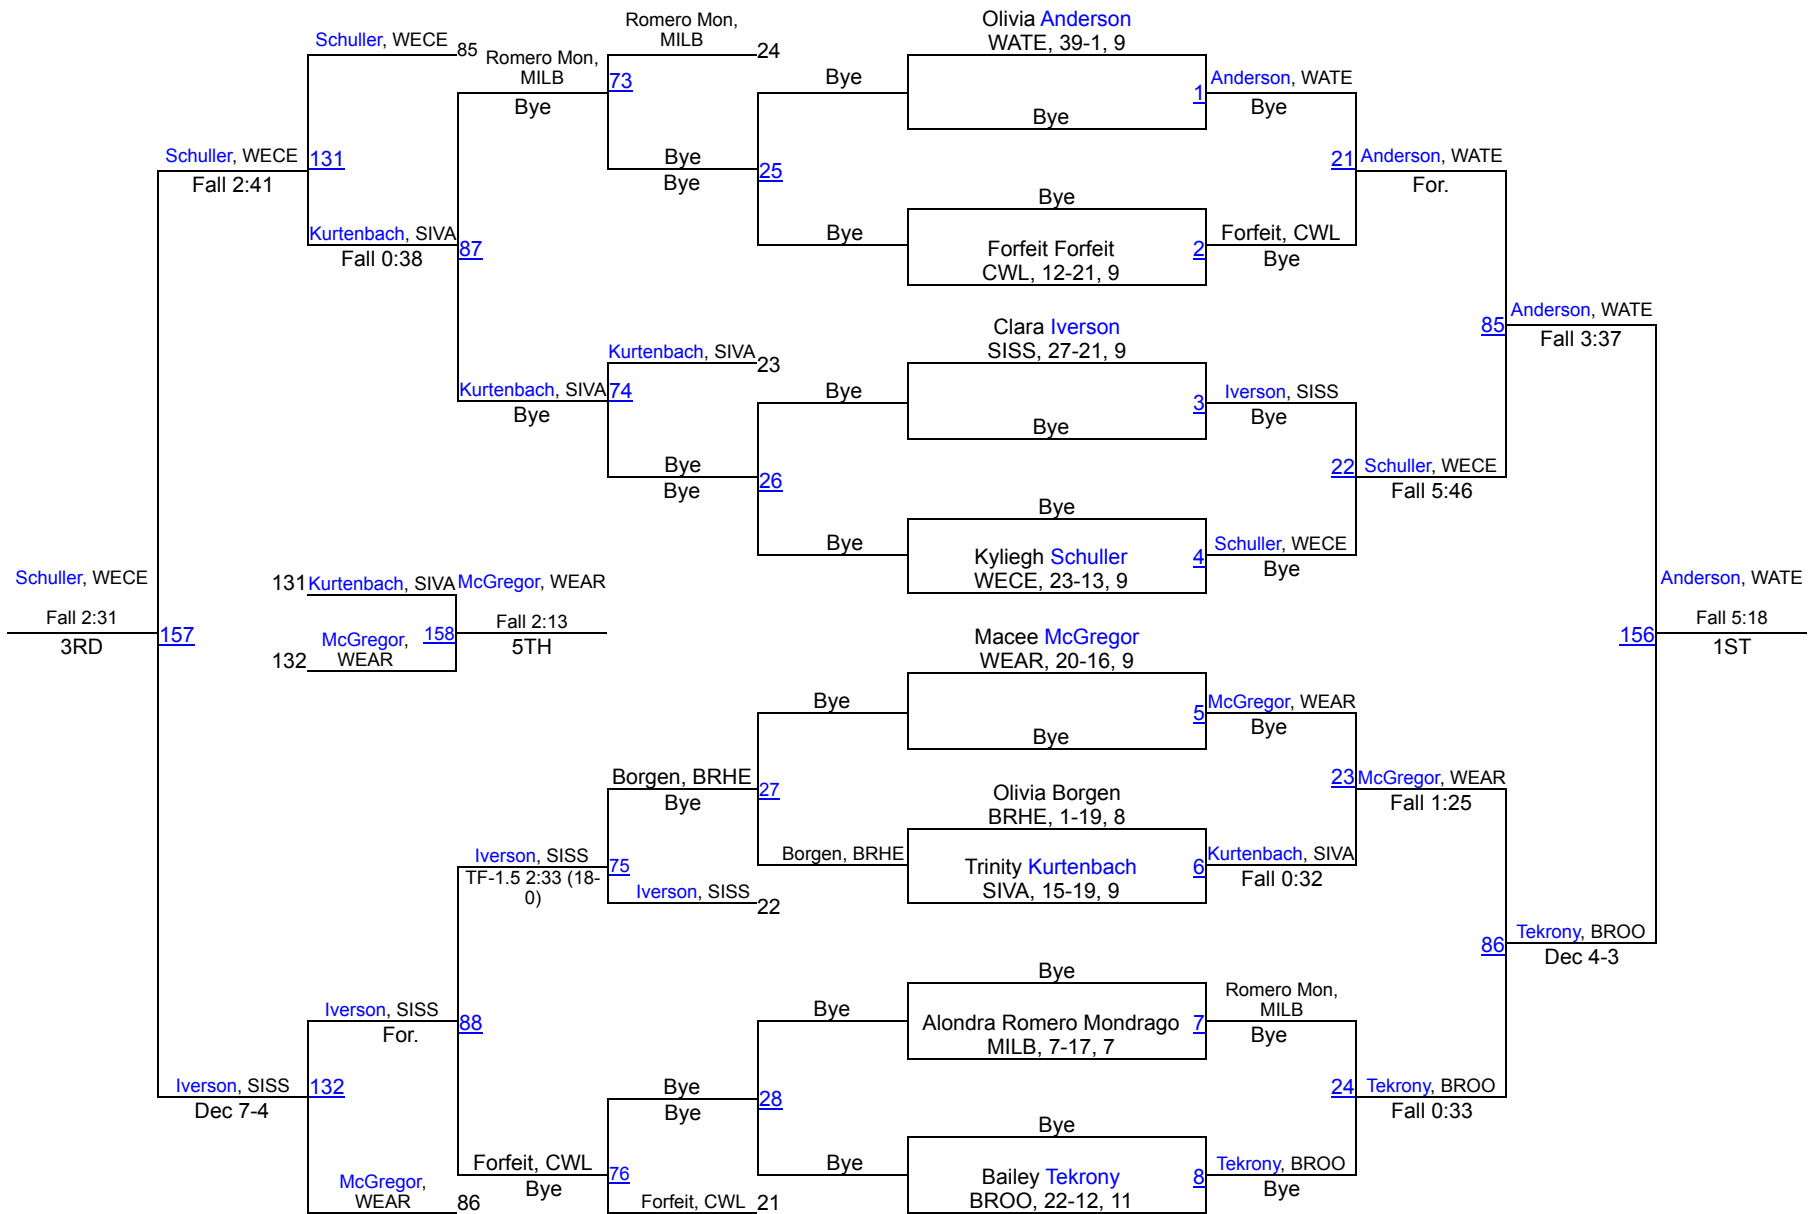 Schuller, WECE
85
Romero Mon,
MILB
Bye
73
Romero Mon,
MILB
24
Bye
Bye
25
Schuller, WECE
Fall 2:41
131
Kurtenbach, SIVA
Fall 0:38
87
Kurtenbach, SIVA
Bye
74
Kurtenbach, SIVA
23
Bye
Bye
26
Schuller, WECE
Fall 2:31
3RD
157
131
Kurtenbach, SIVA
132
McGregor,
WEAR
158
McGregor, WEAR
Fall 2:13
5TH
Iverson, SISS
Dec 7-4
132
Iverson, SISS
For.
88
McGregor,
WEAR
86
Iverson, SISS
TF-1.5 2:33 (18-
0)
75
Borgen, BRHE
Bye
27
Iverson, SISS
22
Forfeit, CWL
Bye
76
Bye
Bye
28
Forfeit, CWL
21
Bye
Bye
Bye
Bye
Bye
Borgen, BRHE
Bye
Bye
Olivia Anderson
WATE, 39-1, 9
Bye
1
Bye
Forfeit Forfeit
CWL, 12-21, 9
2
Clara Iverson
SISS, 27-21, 9
Bye
3
Bye
Kyliegh Schuller
WECE, 23-13, 9
4
Macee McGregor
WEAR, 20-16, 9
Bye
5
Olivia Borgen
BRHE, 1-19, 8
Trinity Kurtenbach
SIVA, 15-19, 9
6
Bye
Alondra Romero Mondrago
MILB, 7-17, 7
7
Bye
Bailey Tekrony
BROO, 22-12, 11
8
Anderson, WATE
Bye
21
Forfeit, CWL
Bye
Iverson, SISS
Bye
22
Schuller, WECE
Bye
McGregor, WEAR
Bye
23
Kurtenbach, SIVA
Fall 0:32
Romero Mon,
MILB
Bye
24
Tekrony, BROO
Bye
Anderson, WATE
For.
85
Schuller, WECE
Fall 5:46
McGregor, WEAR
Fall 1:25
86
Tekrony, BROO
Fall 0:33
Anderson, WATE
Fall 3:37
156
Tekrony, BROO
Dec 4-3
Anderson, WATE
Fall 5:18
1ST